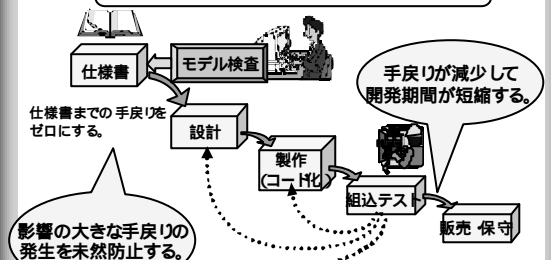 仕様書
モデル検査
手戻りが減少して
開発期間が短縮する。
仕様書までの手戻りを
ゼロにする。
設計
製作
(コード化)
組込テスト
販売・保守
影響の大きな手戻りの
発生を未然防止する。